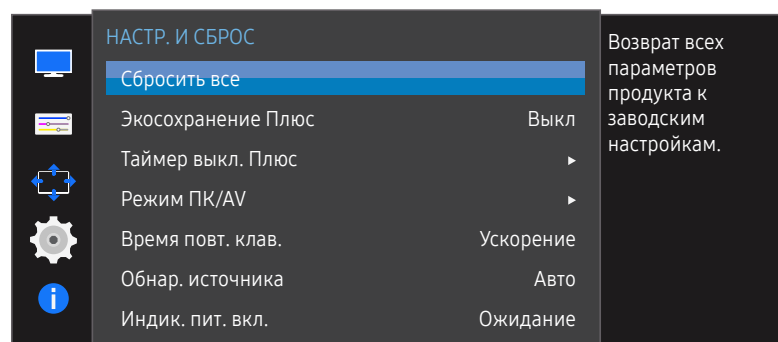 НАСТР. И СБРОС
Сбросить все
Экосохранение Плюс Выкл
Таймер выкл. Плюс ▸
Режим ПК/AV ▸
Время повт. клав. Ускорение
Обнар. источника Авто
Индик. пит. вкл. Ожидание
Возврат всех
параметров
продукта к
заводским
настройкам.